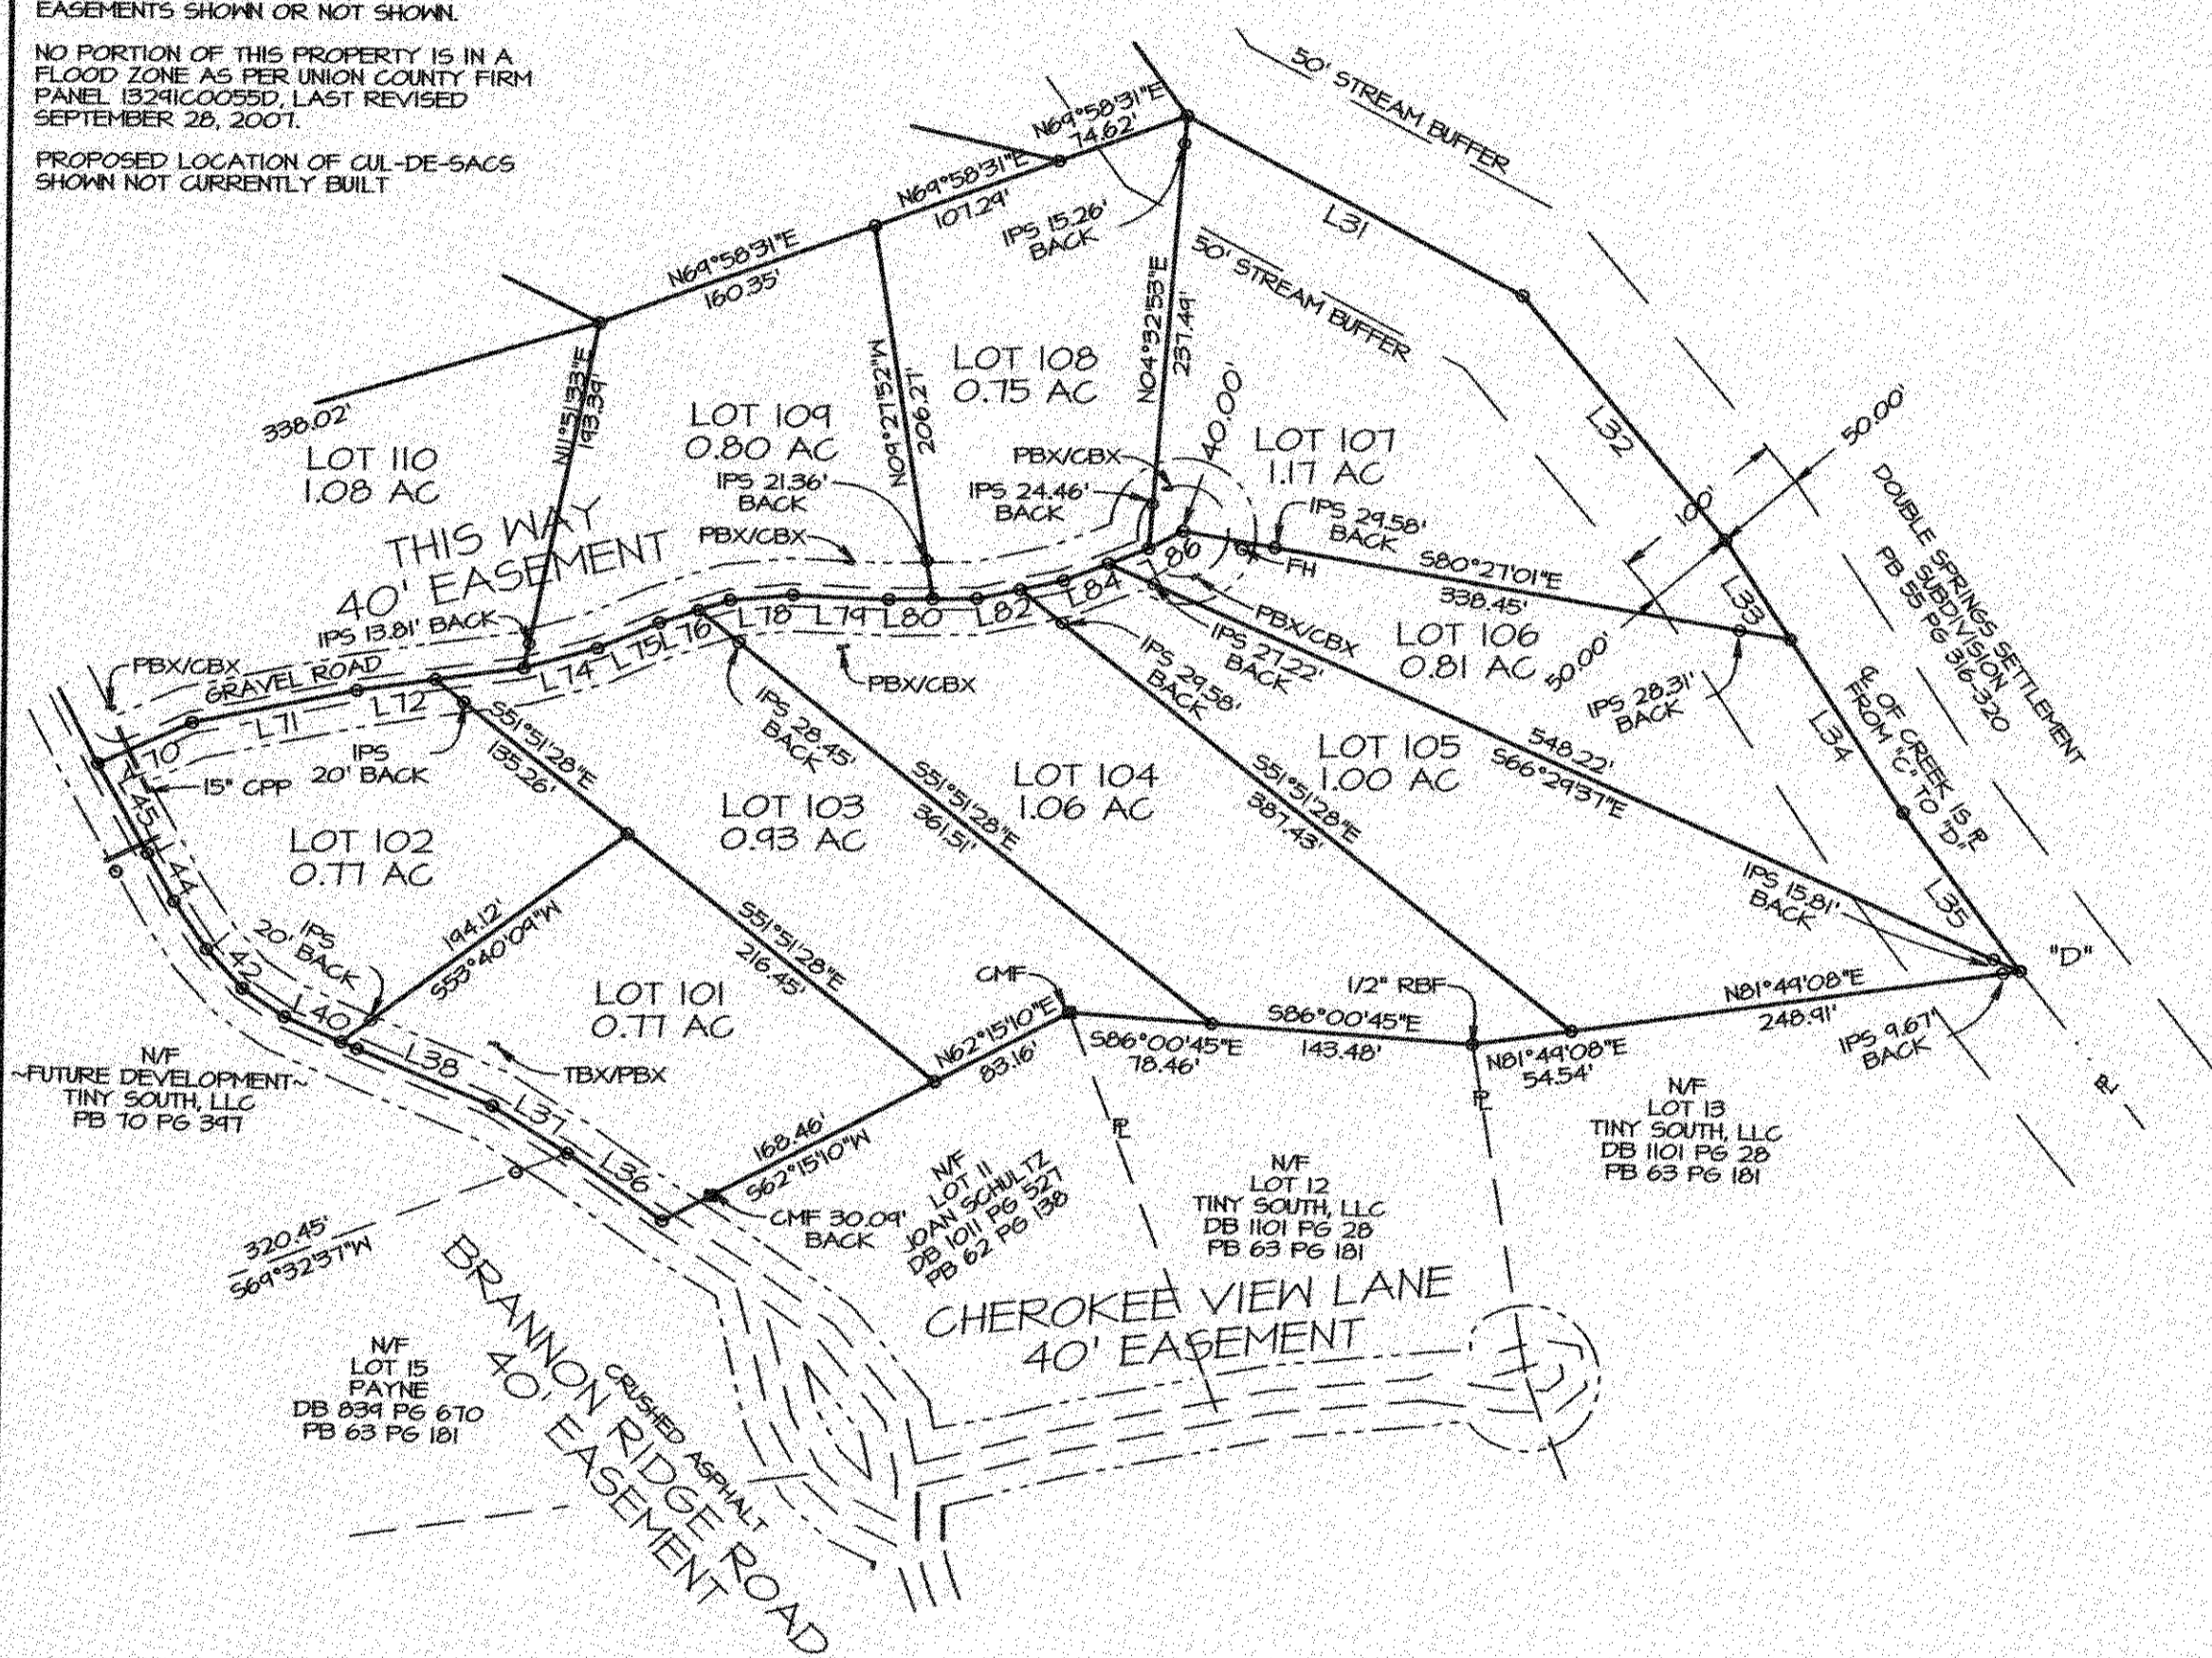 EASEMENTS SHOWN OR NOT SHOWN.
NO PORTION OF THIS PROPERTY IS IN A
FLOOD ZONE AS PER UNION COUNTY FIRM
PANEL 13291C0055D, LAST REVISED
SEPTEMBER 28, 2007.
PROPOSED LOCATION OF CUL-DE-SACS
SHOWN NOT CURRENTLY BUILT
50' STREAM BUFFER
N69°58'31"E
74.62'
N69°58'31"E
107.29'
IPS 15.26'
BACK
L31
N69°58'31"E
160.35'
50' STREAM BUFFER
338.02'
LOT 110
1.08 AC
N11°51'33"E
193.39'
LOT 109
0.80 AC
IPS 21.36'
BACK
N09°27'52"W
206.27'
LOT 108
0.75 AC
N04°32'53"E
237.49'
40.00'
PBX/CBX
IPS 24.46'
BACK
LOT 107
1.17 AC
IPS 29.58'
BACK
L32
50.00'
100'
DOUBLE SPRINGS SETTLEMENT
SUBDIVISION
PB 55 PG 316-320
THIS WAY
40' EASEMENT
PBX/CBX
IPS 13.81' BACK
FH
S80°27'01"E
338.45'
L33
50.00'
LOT 106
0.81 AC
IPS 28.31'
BACK
PBX/CBX
GRAVEL ROAD
70
L71
L72
L74
L75
L76
L78
L79
L80
L82
L84
86
PBX/CBX
IPS 27.22'
BACK
IPS 29.58'
BACK
PBX/CBX
IPS 28.45'
BACK
L34
℄ OF CREEK IS ℞
FROM "C" TO "D"
L45
15" CPP
IPS
20' BACK
S51°51'28"E
135.26'
LOT 102
0.77 AC
LOT 103
0.93 AC
S51°51'28"E
361.51'
LOT 104
1.06 AC
S51°51'28"E
387.43'
LOT 105
1.00 AC
548.22'
S66°29'37"E
IPS 15.81'
BACK
L35
"D"
44
L42
L40
IPS
20' BACK
194.12'
S53°40'09"W
S51°51'28"E
216.45'
LOT 101
0.77 AC
CMF
1/2" RBF
N81°49'08"E
248.91'
IPS 9.67'
BACK
N62°15'10"E
83.16'
S86°00'45"E
78.46'
S86°00'45"E
143.48'
N81°49'08"E
54.54'
N/F
~FUTURE DEVELOPMENT~
TINY SOUTH, LLC
PB 70 PG 397
L38
TBX/PBX
L37
L36
168.46'
S62°15'10"W
CMF 30.09'
BACK
N/F
LOT 11
JOAN SCHULTZ
DB 1011 PG 527
PB 62 PG 138
N/F
LOT 12
TINY SOUTH, LLC
DB 1101 PG 28
PB 63 PG 181
N/F
LOT 13
TINY SOUTH, LLC
DB 1101 PG 28
PB 63 PG 181
320.45'
S69°32'37"W
CHEROKEE VIEW LANE
40' EASEMENT
N/F
LOT 15
PAYNE
DB 839 PG 670
PB 63 PG 181
BRANNON RIDGE ROAD
40' EASEMENT
CRUSHED ASPHALT